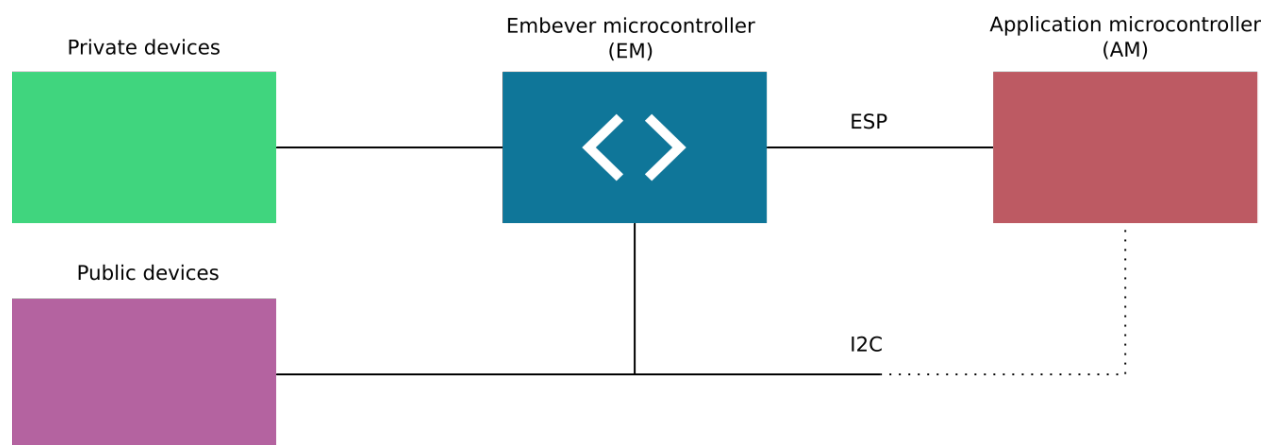 Private devices
Embever microcontroller
(EM)
Application microcontroller
(AM)
ESP
Public devices
I2C